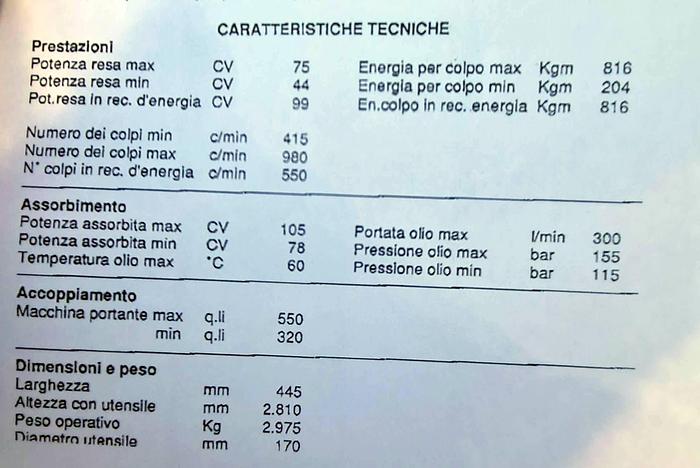 CARATTERISTICHE TECNICHE
Prestazioni
Potenza resa max CV 75 Energia per colpo max Kgm 816
Potenza resa min CV 44 Energia per colpo min Kgm 204
Pot.resa in rec. d'energia CV 99 En.colpo in rec. energia Kgm 816
Numero dei colpi min c/min 415
Numero dei colpi max c/min 980
N° colpi in rec. d'energia c/min 550
Assorbimento
Potenza assorbita max CV 105 Portata olio max l/min 300
Potenza assorbita min CV 78 Pressione olio max bar 155
Temperatura olio max °C 60 Pressione olio min bar 115
Accoppiamento
Macchina portante max q.li 550
min q.li 320
Dimensioni e peso
Larghezza mm 445
Altezza con utensile mm 2.810
Peso operativo Kg 2.975
Diametro utensile mm 170